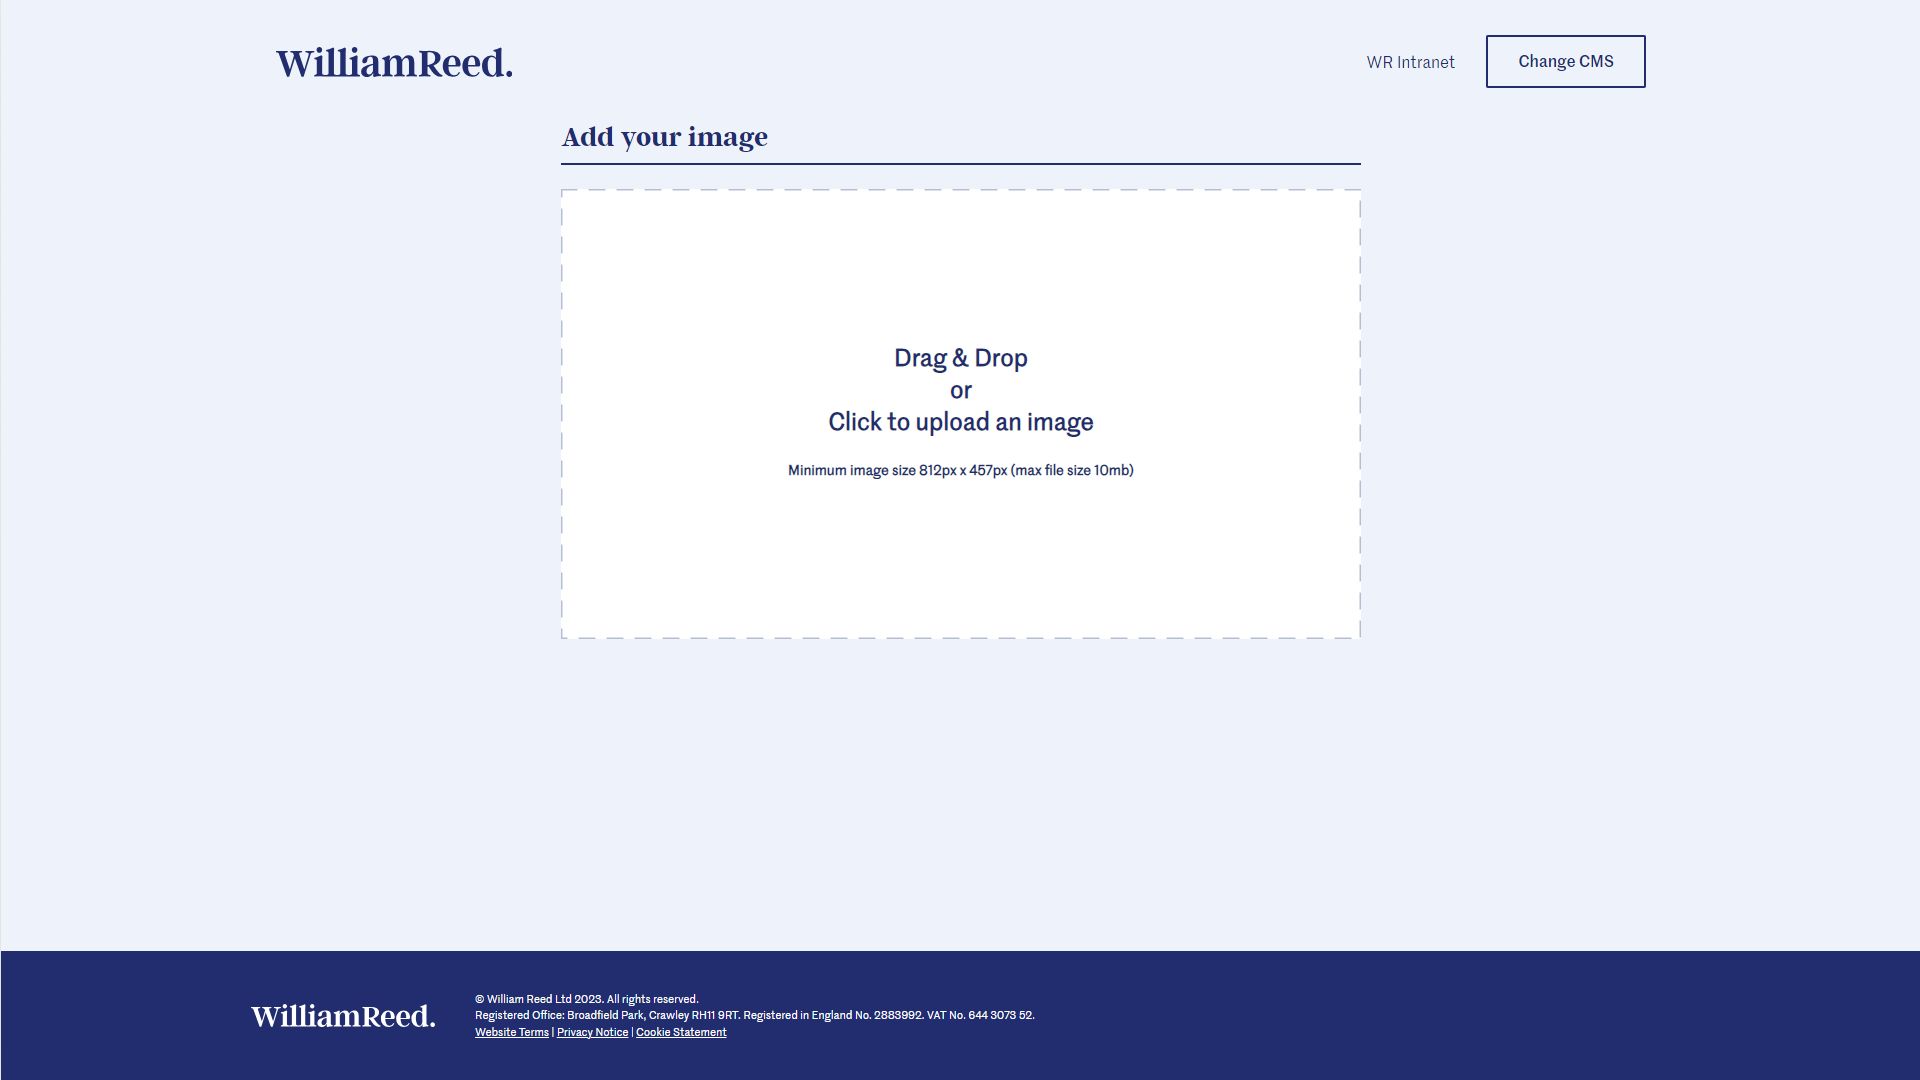 WilliamReed.
WR Intranet
Change CMS
Add your image
Drag & Drop
or
Click to upload an image
Minimum image size 812px x 457px (max file size 10mb)
WilliamReed.
© William Reed Ltd 2023. All rights reserved.
Registered Office: Broadfield Park, Crawley RH11 9RT. Registered in England No. 2883992. VAT No. 644 3073 52.
Website Terms | Privacy Notice | Cookie Statement